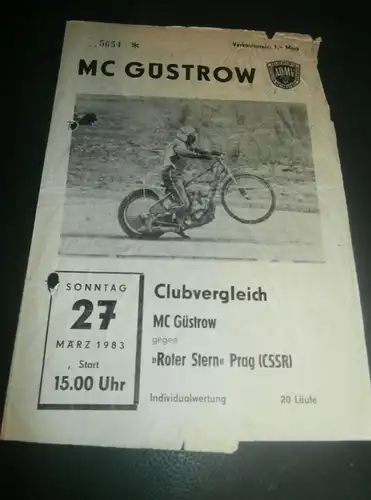 5654 *
Verkaufspreis: 1,- Mark
MC GÜSTROW
ADMV
SONNTAG
27
MÄRZ 1983
Start
15.00 Uhr
Clubvergleich
MC Güstrow
gegen
»Roter Stern« Prag (CSSR)
Individualwertung 20 Läufe